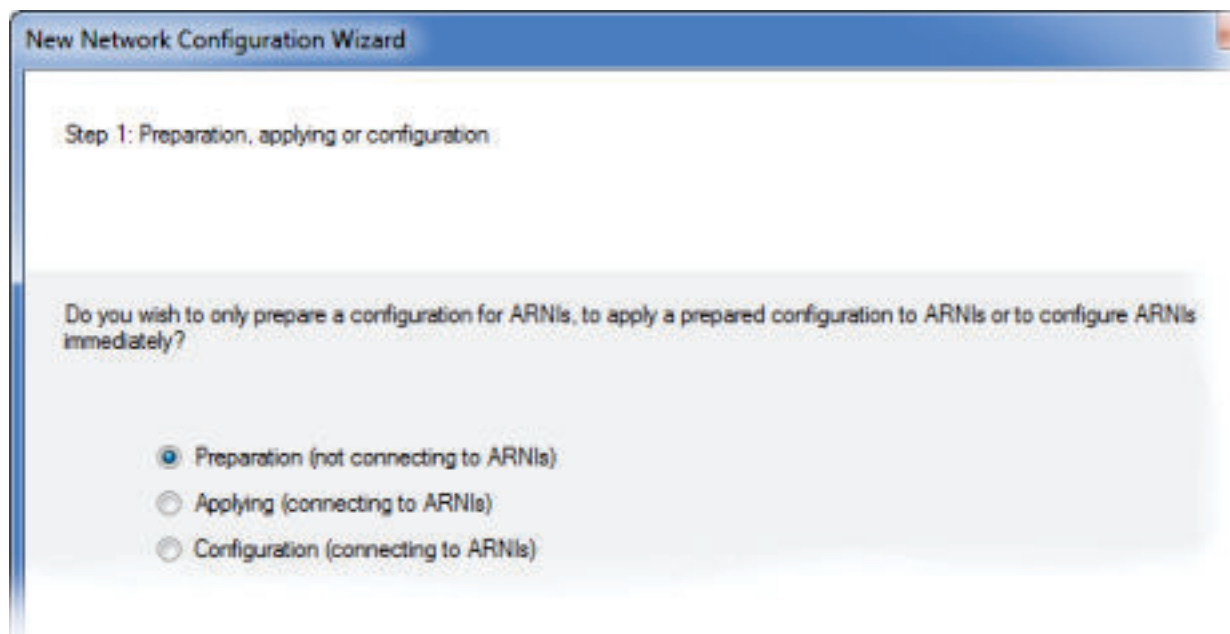 New Network Configuration Wizard
Step 1: Preparation, applying or configuration
Do you wish to only prepare a configuration for ARNIs, to apply a prepared configuration to ARNIs or to configure ARNIs
immediately?
Preparation (not connecting to ARNIs)
Applying (connecting to ARNIs)
Configuration (connecting to ARNIs)